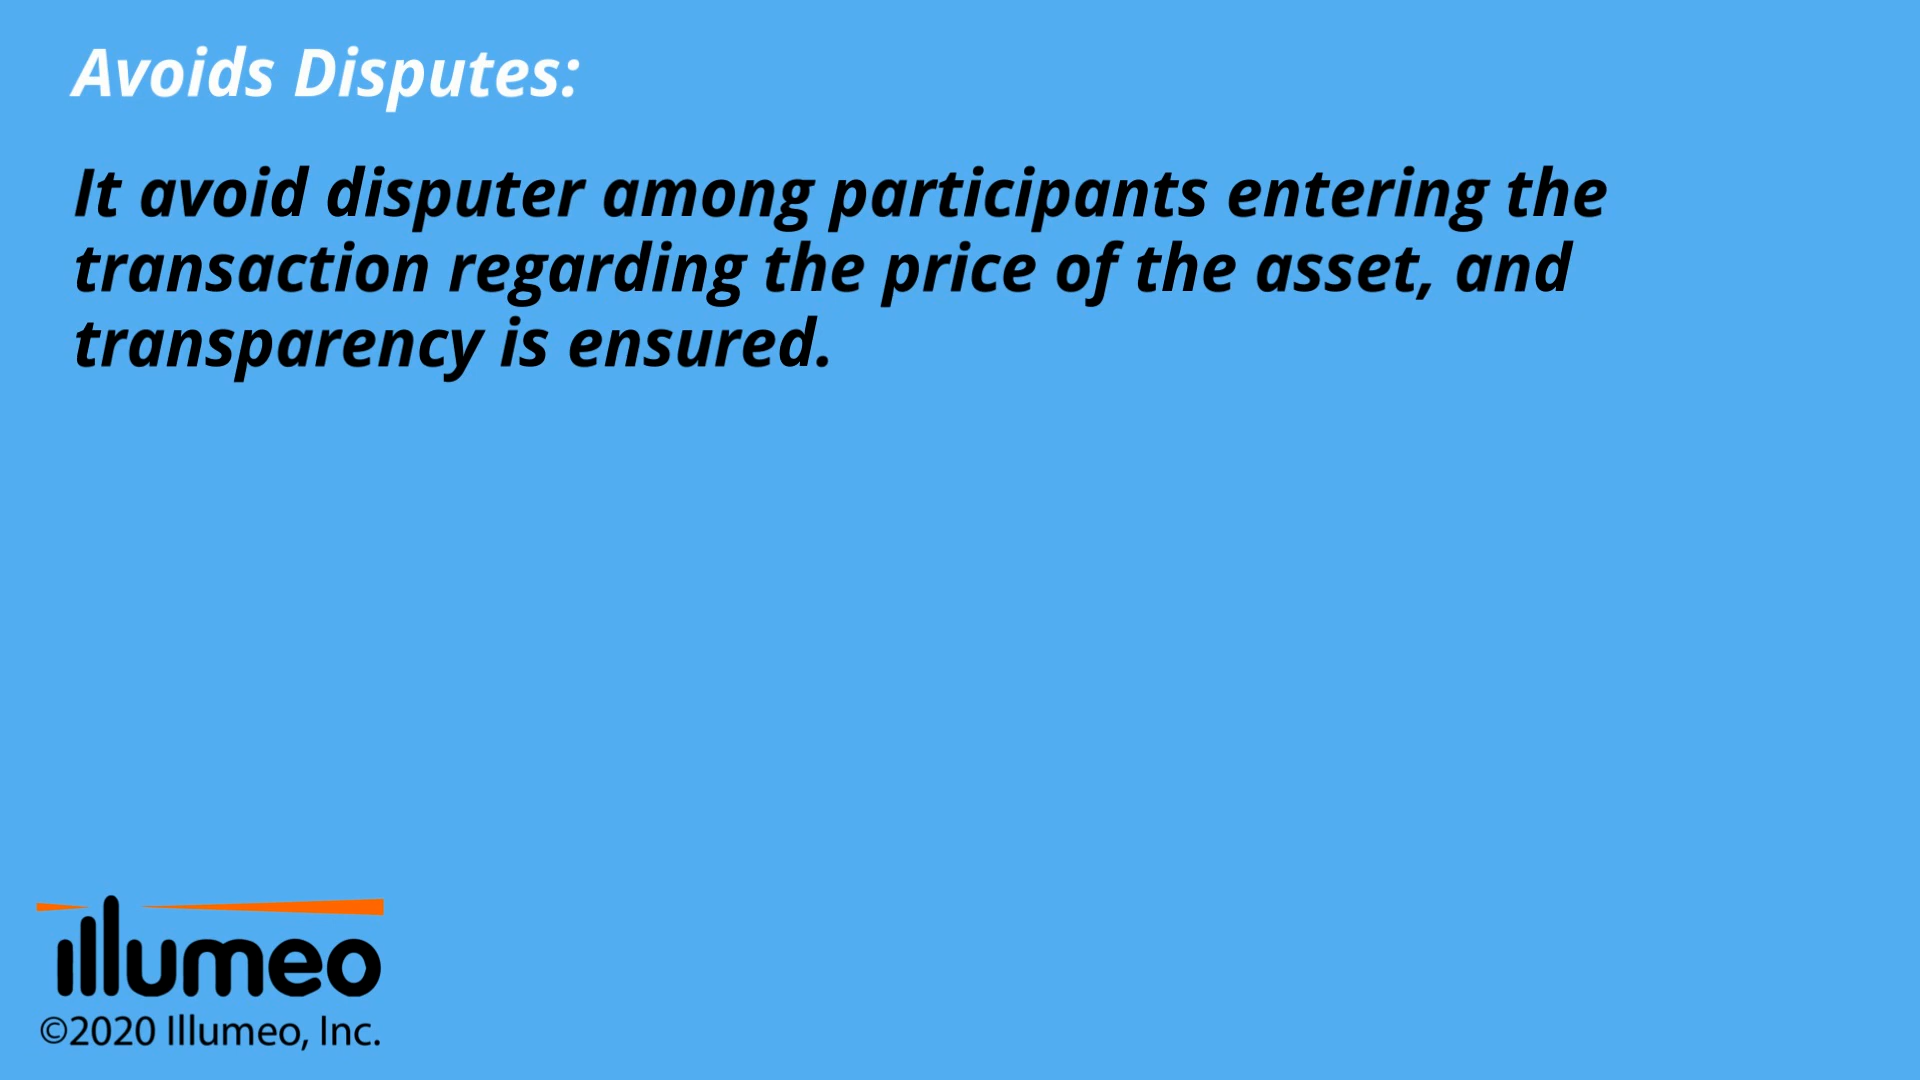 Avoids Disputes:
It avoid disputer among participants entering the
transaction regarding the price of the asset, and
transparency is ensured.
illumeo
©2020 Illumeo, Inc.